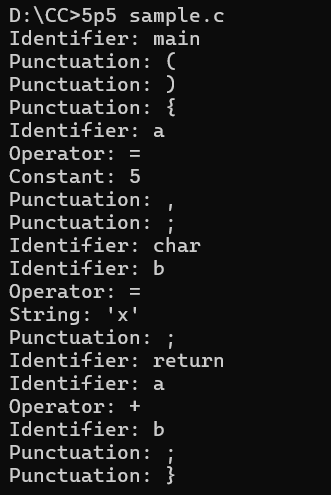 D:\CC>5p5 sample.c
Identifier: main
Punctuation: (
Punctuation: )
Punctuation: {
Identifier: a
Operator: =
Constant: 5
Punctuation: ,
Punctuation: ;
Identifier: char
Identifier: b
Operator: =
String: 'x'
Punctuation: ;
Identifier: return
Identifier: a
Operator: +
Identifier: b
Punctuation: ;
Punctuation: }